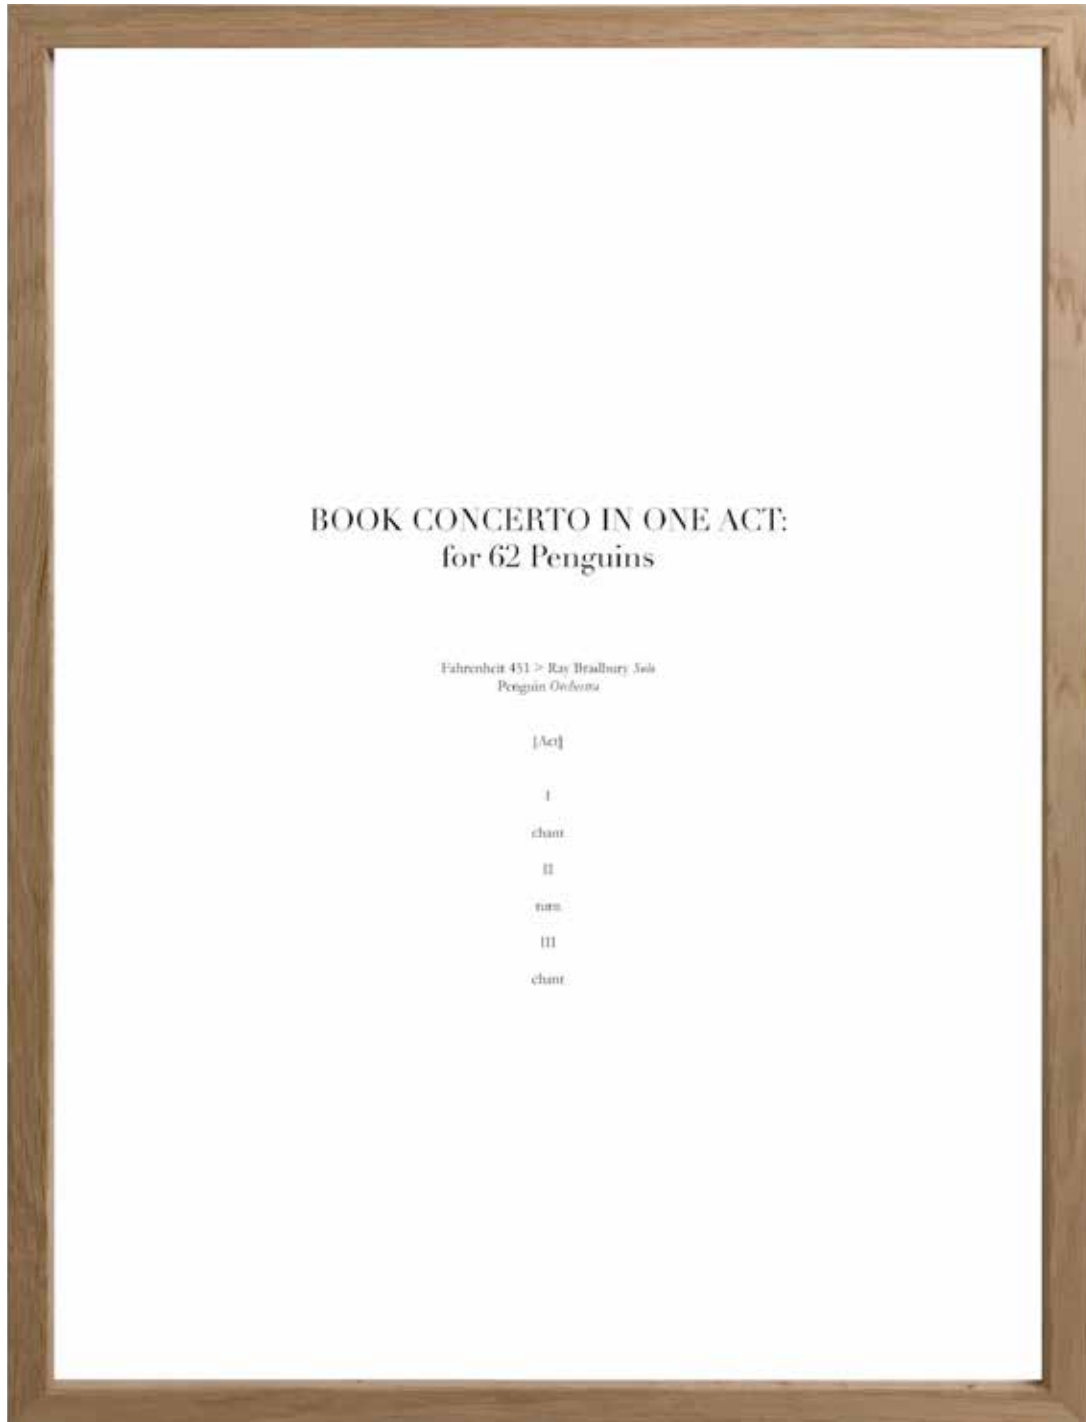 BOOK CONCERTO IN ONE ACT:
for 62 Penguins
Fahrenheit 451 > Ray Bradbury Solo
Penguin Orchestra
[Act]
I
chant
II
turn
III
chant